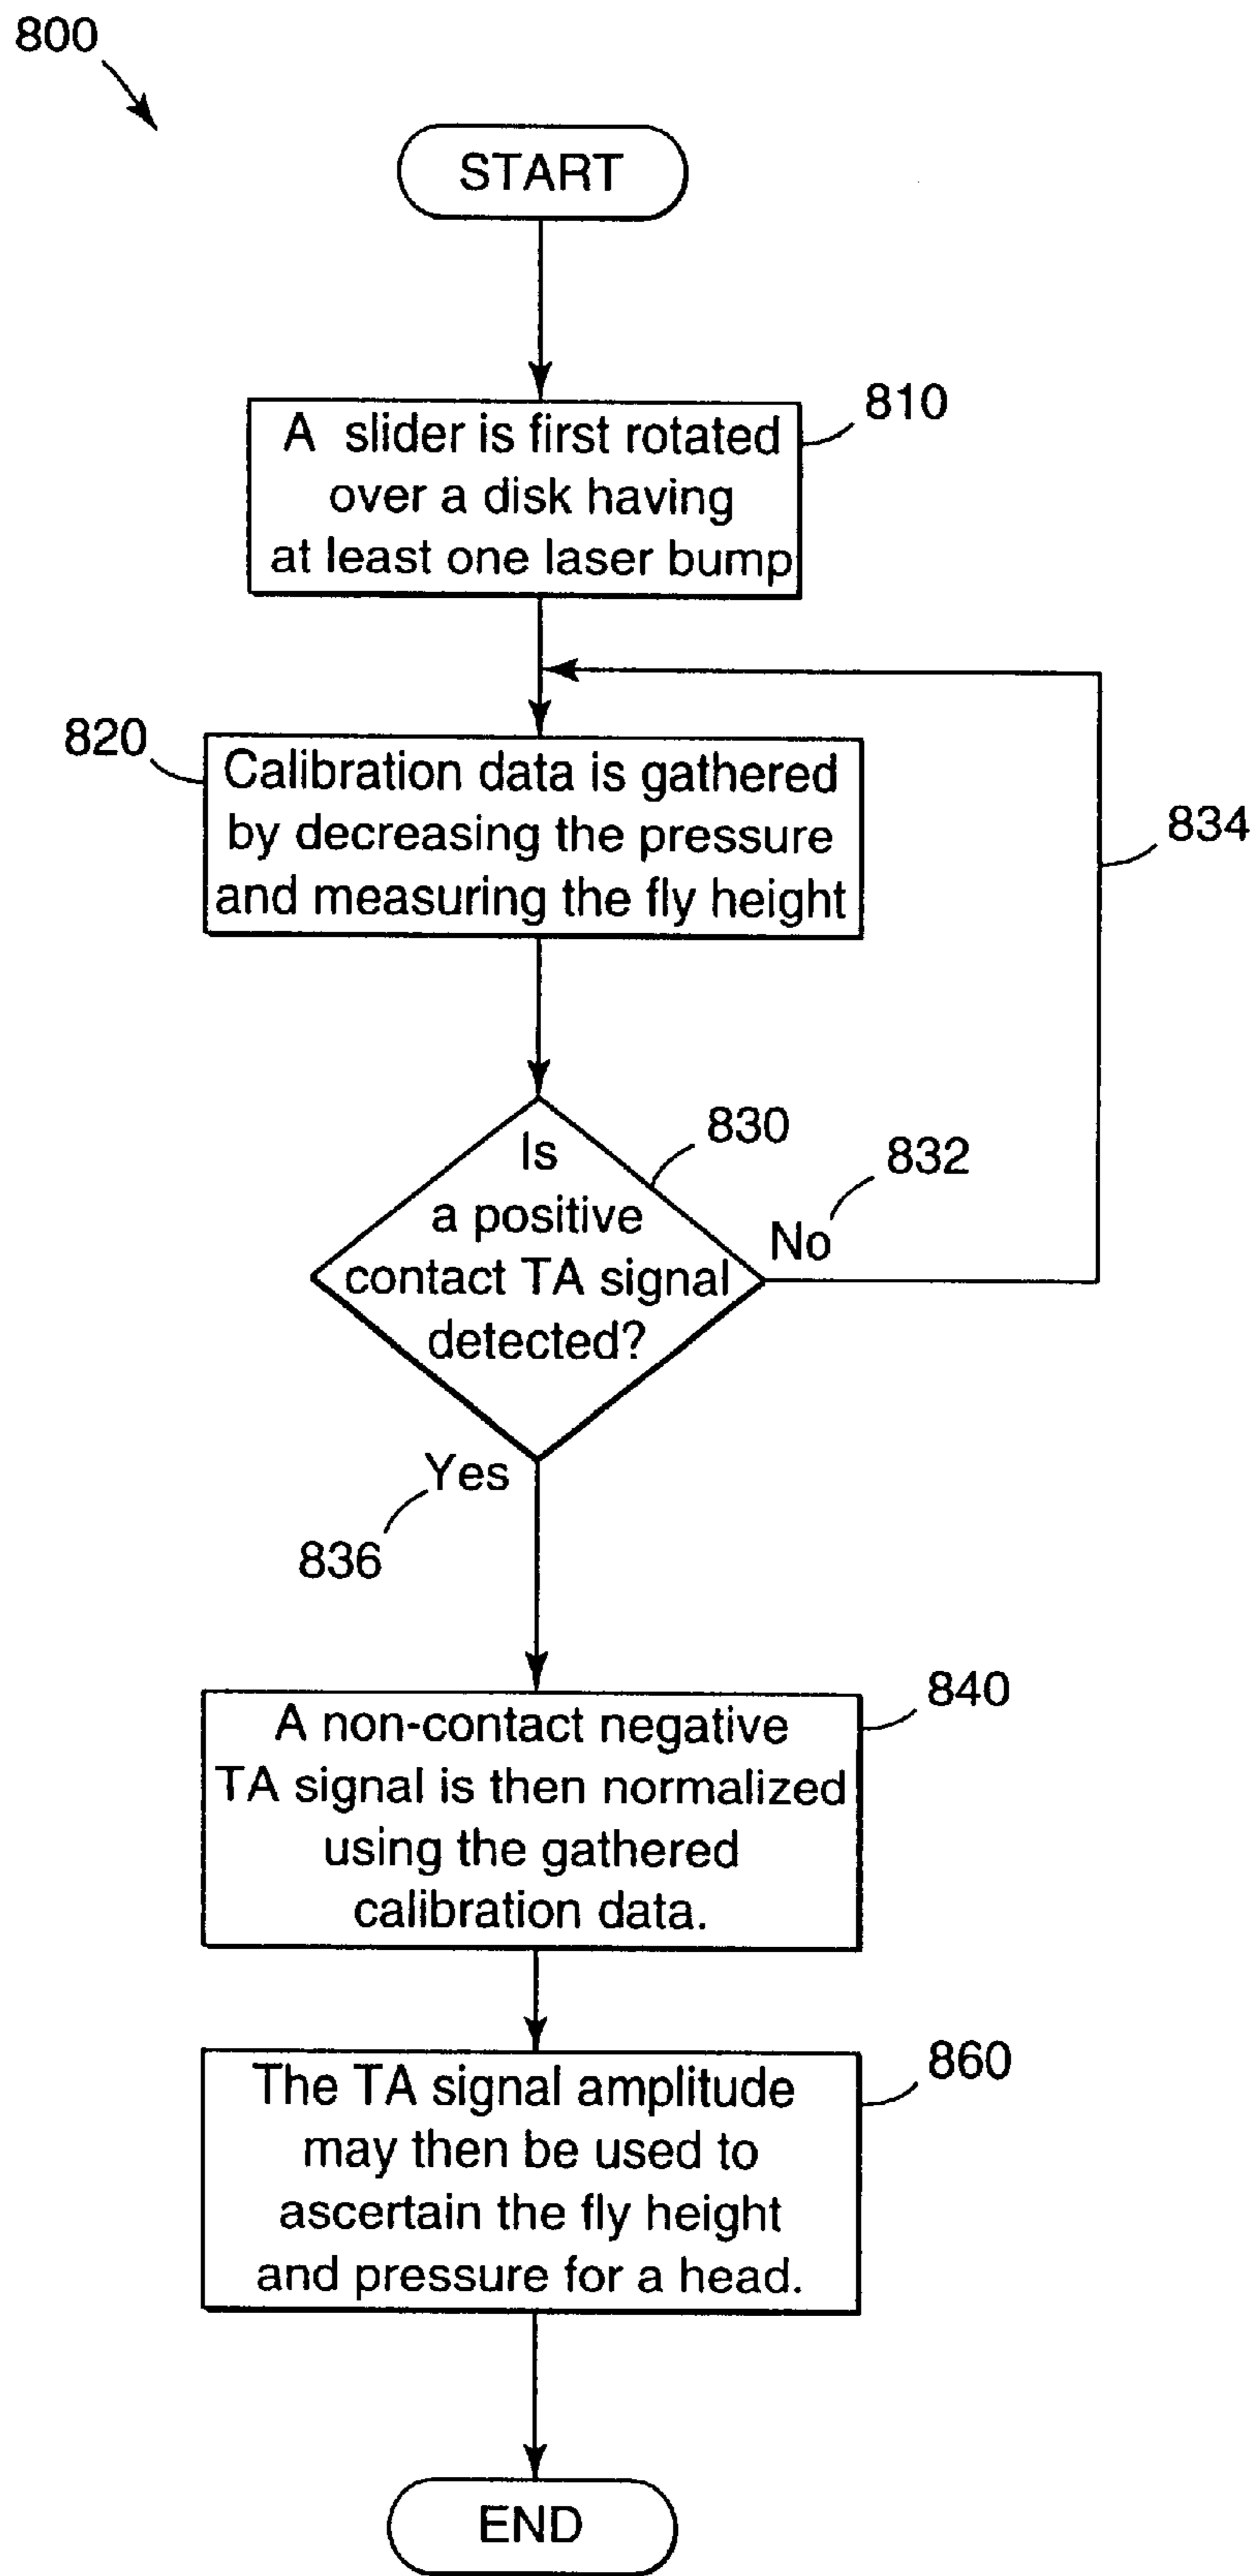 800
START
810
A slider is first rotated
over a disk having
at least one laser bump
820
Calibration data is gathered
by decreasing the pressure
and measuring the fly height
834
830
832
Is
a positive
contact TA signal
detected?
No
Yes
836
840
A non-contact negative
TA signal is then normalized
using the gathered
calibration data.
860
The TA signal amplitude
may then be used to
ascertain the fly height
and pressure for a head.
END